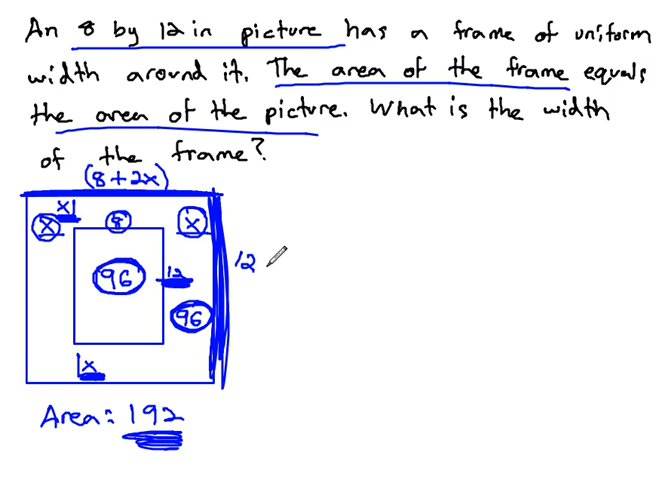 An 8 by 12 in picture has a frame of uniform
width around it. The area of the frame equals
the area of the picture. What is the width
of the frame?
(8 + 2x)
x
x 8 x
96 12 12
96
x
Area: 192